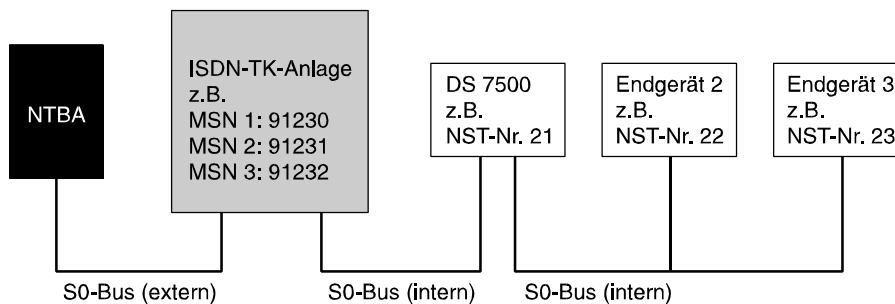 NTBA
ISDN-TK-Anlage
z.B.
MSN 1: 91230
MSN 2: 91231
MSN 3: 91232
DS 7500
z.B.
NST-Nr. 21
Endgerät 2
z.B.
NST-Nr. 22
Endgerät 3
z.B.
NST-Nr. 23
S0-Bus (extern)
S0-Bus (intern)
S0-Bus (intern)